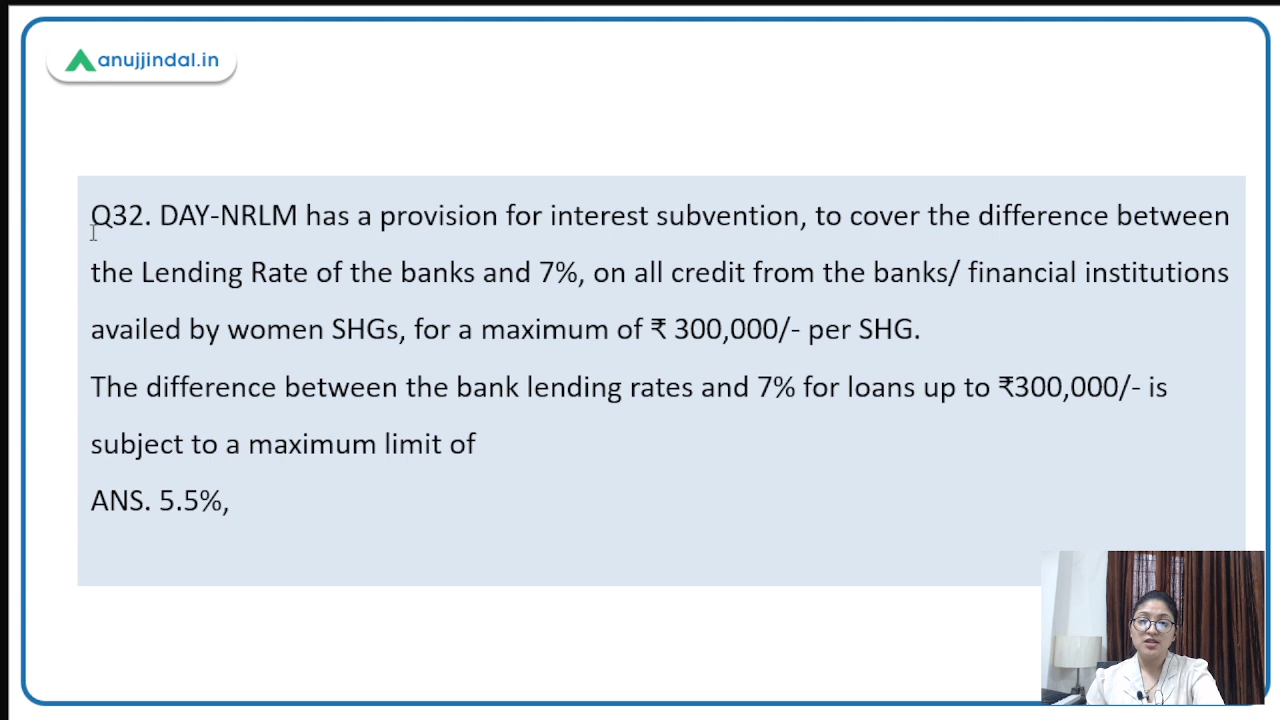 anujjindal.in
Q32. DAY-NRLM has a provision for interest subvention, to cover the difference between
the Lending Rate of the banks and 7%, on all credit from the banks/ financial institutions
availed by women SHGs, for a maximum of ₹ 300,000/- per SHG.
The difference between the bank lending rates and 7% for loans up to ₹300,000/- is
subject to a maximum limit of
ANS. 5.5%,